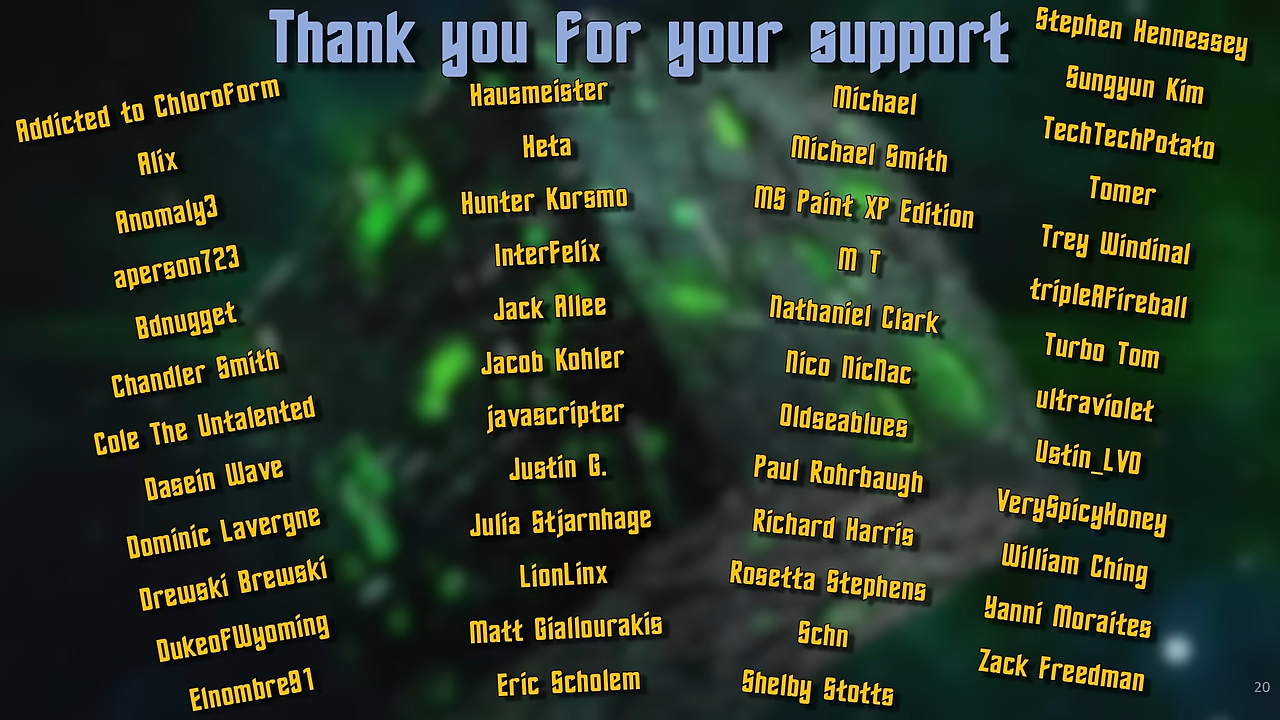 Thank you for your support
Addicted to Chloroform
Alix
Anomaly3
aperson723
Bdnugget
Chandler Smith
Cole The Untalented
Dasein Wave
Dominic Lavergne
Drewski Brewski
DukeofWyoming
Elnombre91
Hausmeister
Heta
Hunter Korsmo
InterFelix
Jack Allee
Jacob Kohler
javascripter
Justin G.
Julia Stjarnhage
LionLinx
Matt Giallourakis
Eric Scholem
Michael
Michael Smith
MS Paint XP Edition
M T
Nathaniel Clark
Nico NicNac
Oldseablues
Paul Rohrbaugh
Richard Harris
Rosetta Stephens
Schn
Shelby Stotts
Stephen Hennessey
Sungyun Kim
TechTechPotato
Tomer
Trey Windinal
tripleAfireball
Turbo Tom
ultraviolet
Ustin_LVO
VerySpicyHoney
William Ching
Yanni Moraites
Zack Freedman
20